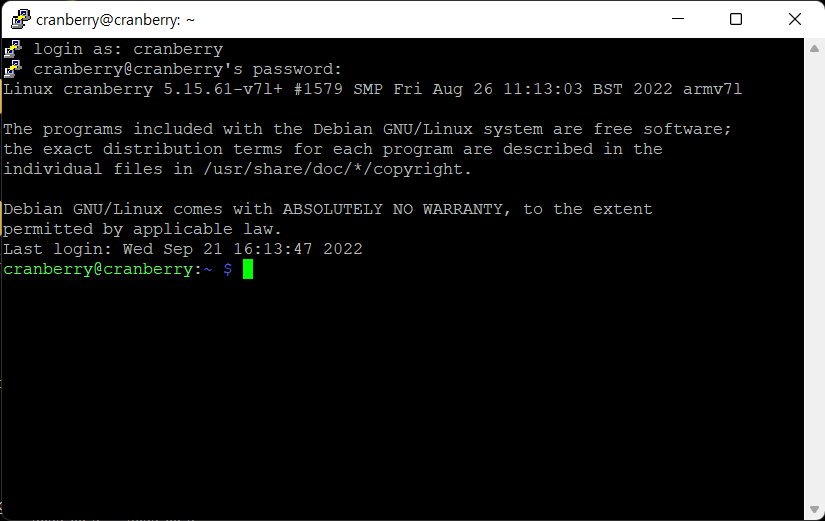 cranberry@cranberry: ~
login as: cranberry
cranberry@cranberry's password:
Linux cranberry 5.15.61-v7l+ #1579 SMP Fri Aug 26 11:13:03 BST 2022 armv7l
The programs included with the Debian GNU/Linux system are free software;
the exact distribution terms for each program are described in the
individual files in /usr/share/doc/*/copyright.
Debian GNU/Linux comes with ABSOLUTELY NO WARRANTY, to the extent
permitted by applicable law.
Last login: Wed Sep 21 16:13:47 2022
cranberry@cranberry:~ $